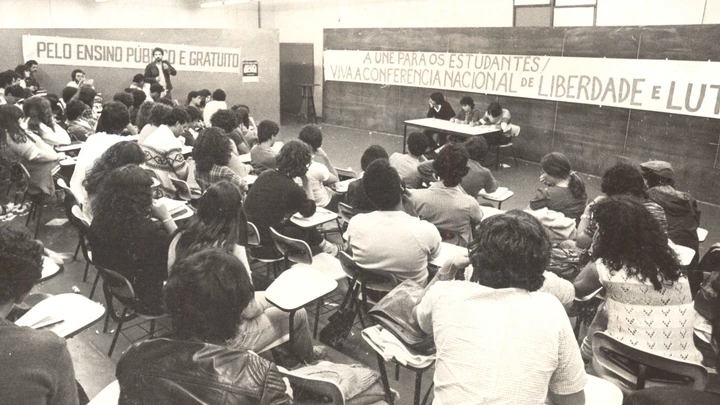 PELO ENSINO PÚBLICO E GRATUITO
A UNE PARA OS ESTUDANTES/
VIVA A CONFERÊNCIA NACIONAL DE LIBERDADE E LUT